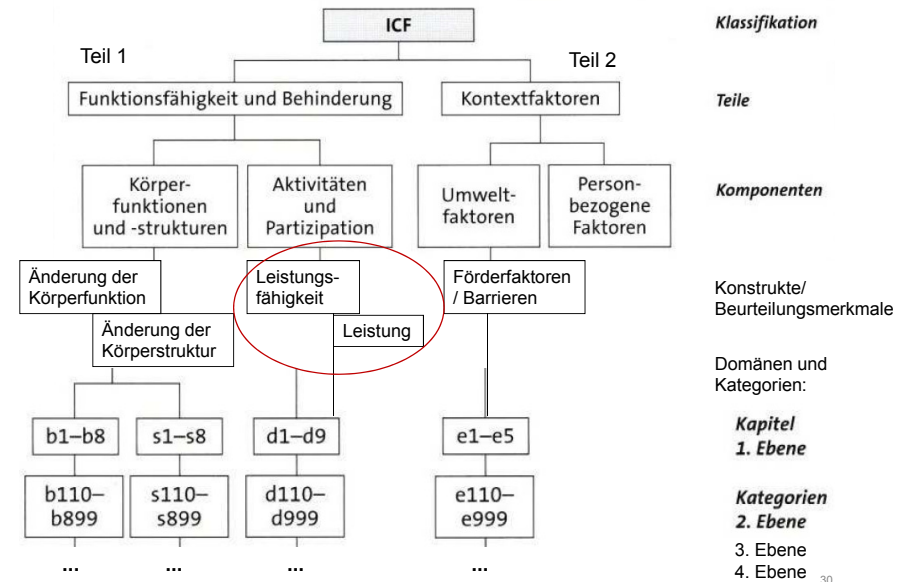 ICF
Klassifikation
Teil 1
Teil 2
Funktionsfähigkeit und Behinderung
Kontextfaktoren
Teile
Körper-
funktionen
und -strukturen
Aktivitäten
und
Partizipation
Umwelt-
faktoren
Person-
bezogene
Faktoren
Komponenten
Änderung der
Körperfunktion
Änderung der
Körperstruktur
Leistungs-
fähigkeit
Leistung
Förderfaktoren
/ Barrieren
Konstrukte/
Beurteilungsmerkmale
Domänen und
Kategorien:
b1–b8
s1–s8
d1–d9
e1–e5
Kapitel
1. Ebene
b110–
b899
s110–
s899
d110–
d999
e110–
e999
Kategorien
2. Ebene
...
...
...
...
3. Ebene
4. Ebene
30